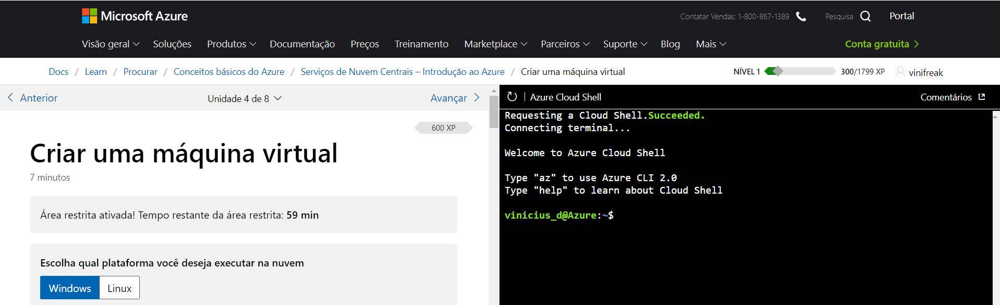 Microsoft Azure
Contatar Vendas: 1-800-867-1389
Pesquisa
Portal
Visão geral
Soluções
Produtos
Documentação
Preços
Treinamento
Marketplace
Parceiros
Suporte
Blog
Mais
Conta gratuita
Docs / Learn / Procurar / Conceitos básicos do Azure / Serviços de Nuvem Centrais – Introdução ao Azure / Criar uma máquina virtual
NÍVEL 1
300/1799 XP
vinifreak
Anterior
Unidade 4 de 8
Avançar
600 XP
Criar uma máquina virtual
7 minutos
Área restrita ativada! Tempo restante da área restrita: 59 min
Escolha qual plataforma você deseja executar na nuvem
Windows
Linux
Azure Cloud Shell
Comentários
Requesting a Cloud Shell.Succeeded.
Connecting terminal...
Welcome to Azure Cloud Shell
Type "az" to use Azure CLI 2.0
Type "help" to learn about Cloud Shell
vinicius_d@Azure:~$